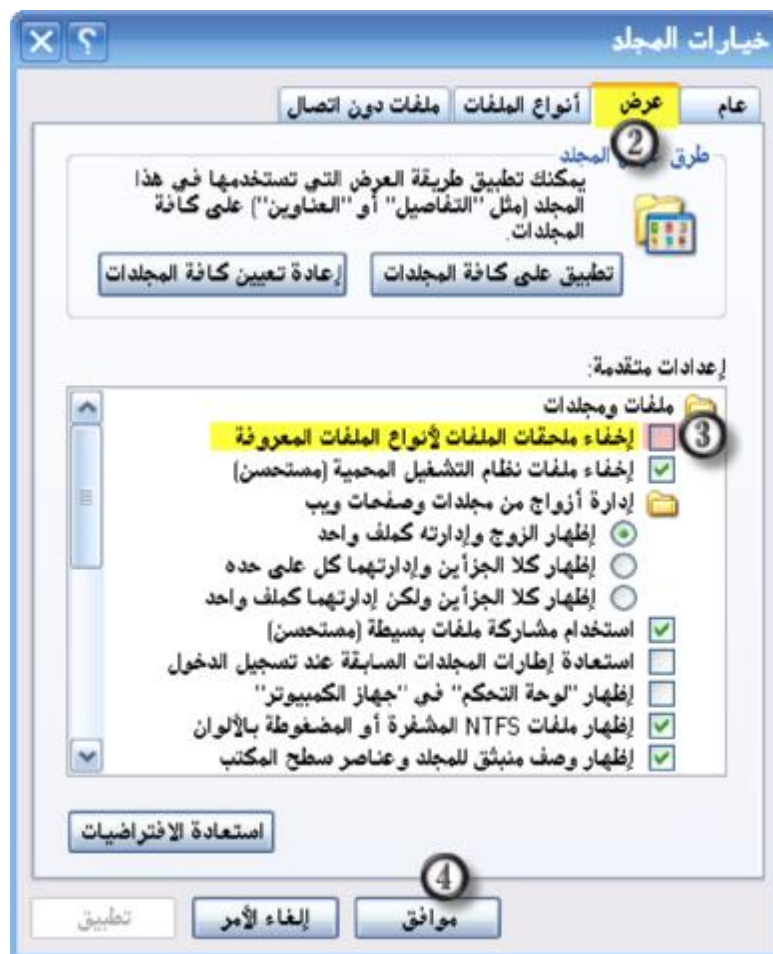 خيارات المجلد
عام
عرض
أنواع الملفات
ملفات دون اتصال
2
طرق المجلد
يمكنك تطبيق طريقة العرض التي تستخدمها في هذا
المجلد (مثل "التفاصيل" أو "العناوين") على كافة
المجلدات.
تطبيق على كافة المجلدات
إعادة تعيين كافة المجلدات
إعدادات متقدمة:
ملفات ومجلدات
إخفاء ملحقات الملفات لأنواع الملفات المعروفة
3
إخفاء ملفات نظام التشغيل المحمية (مستحسن)
إدارة أزواج من مجلدات وصفحات ويب
إظهار الزوج وإدارته كملف واحد
إظهار كلا الجزأين وإدارتهما كل على حده
إظهار كلا الجزأين ولكن إدارتهما كملف واحد
استخدام مشاركة ملفات بسيطة (مستحسن)
استعادة إطارات المجلدات السابقة عند تسجيل الدخول
إظهار "لوحة التحكم" في "جهاز الكمبيوتر"
إظهار ملفات NTFS المشفرة أو المضغوطة بالألوان
إظهار وصف منبثق للمجلد وعناصر سطح المكتب
استعادة الافتراضيات
4
موافق
إلغاء الأمر
تطبيق